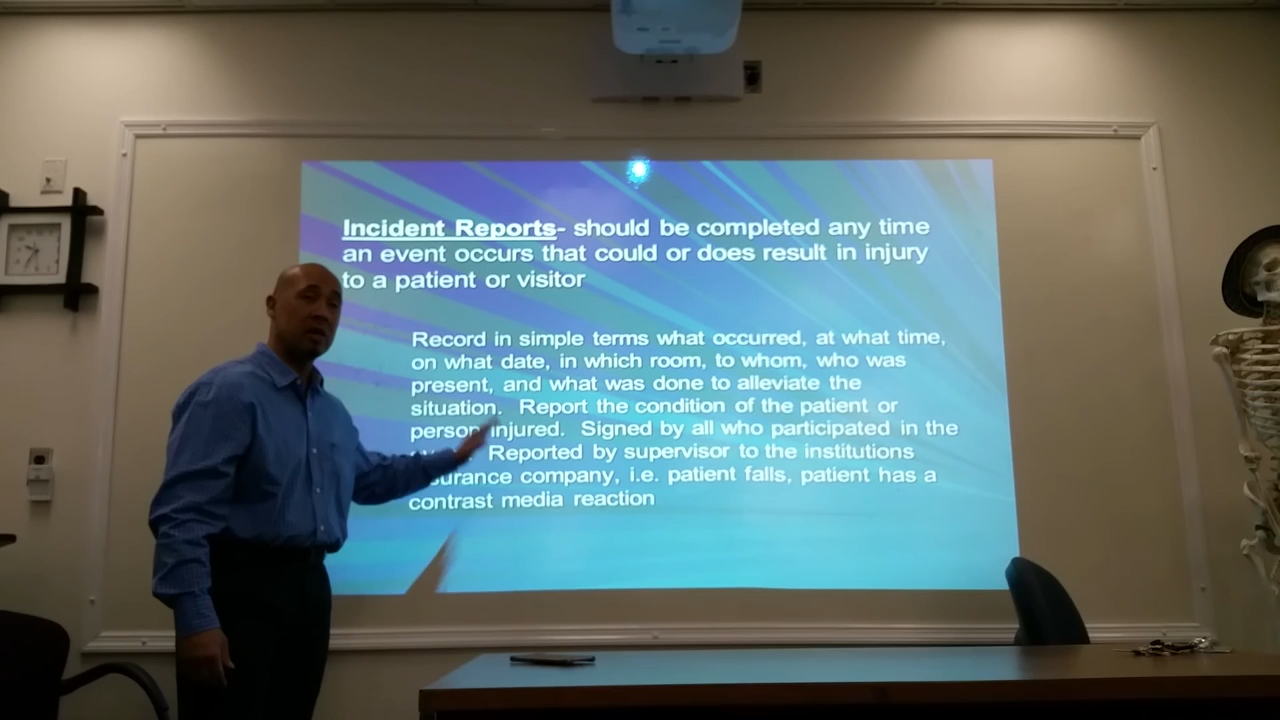 Incident Reports- should be completed any time
an event occurs that could or does result in injury
to a patient or visitor
Record in simple terms what occurred, at what time,
on what date, in which room, to whom, who was
present, and what was done to alleviate the
situation. Report the condition of the patient or
person injured. Signed by all who participated in the
Reported by supervisor to the institutions
surance company, i.e. patient falls, patient has a
contrast media reaction